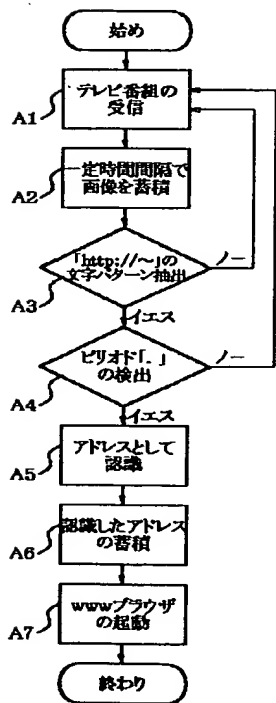 始め
テレビ番組の
受信
A1
一定時間間隔で
画像を蓄積
A2
「http://～」の
文字パターン抽出
ノー
A3
イエス
ピリオド「．」
の検出
ノー
A4
イエス
アドレスとして
認識
A5
認識したアドレス
の蓄積
A6
wwwブラウザ
の起動
A7
終わり